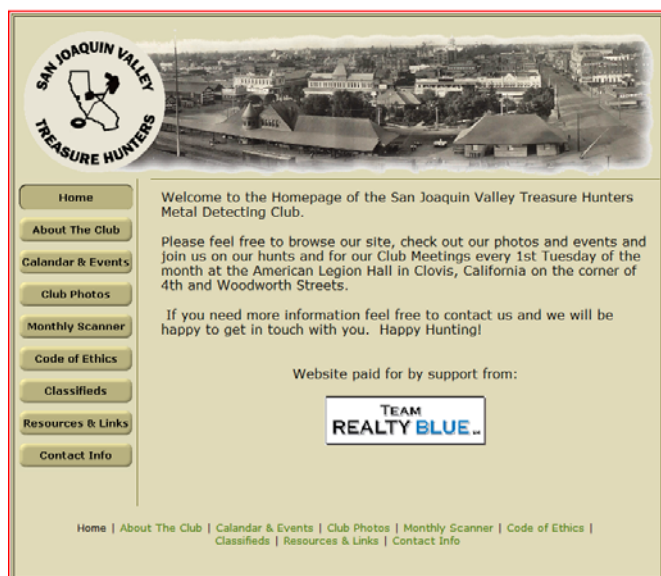 SAN JOAQUIN VALLEY
TREASURE HUNTERS
Home
About The Club
Calandar & Events
Club Photos
Monthly Scanner
Code of Ethics
Classifieds
Resources & Links
Contact Info
Welcome to the Homepage of the San Joaquin Valley Treasure Hunters
Metal Detecting Club.
Please feel free to browse our site, check out our photos and events and
join us on our hunts and for our Club Meetings every 1st Tuesday of the
month at the American Legion Hall in Clovis, California on the corner of
4th and Woodworth Streets.
If you need more information feel free to contact us and we will be
happy to get in touch with you. Happy Hunting!
Website paid for by support from:
TEAM
REALTY BLUE
Home | About The Club | Calandar & Events | Club Photos | Monthly Scanner | Code of Ethics |
Classifieds | Resources & Links | Contact Info